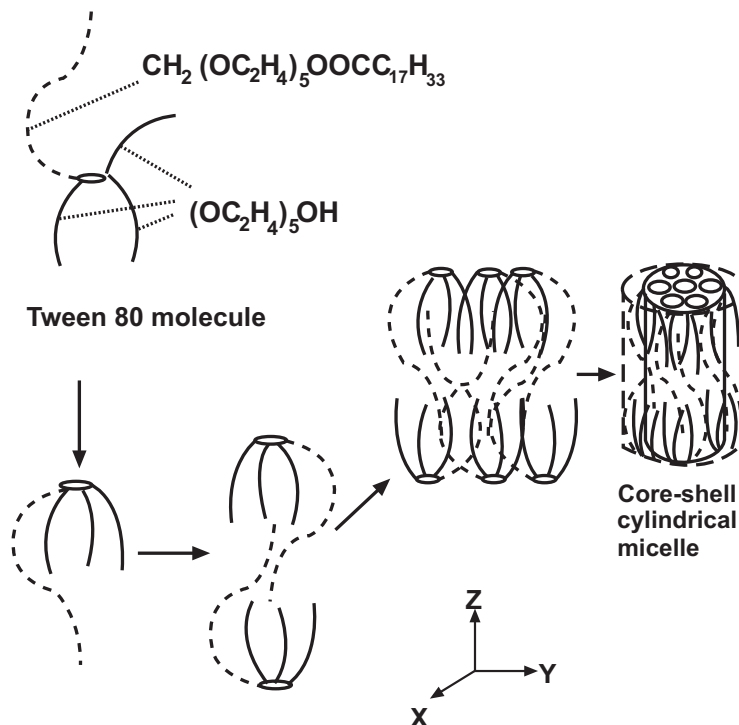 CH₂ (OC₂H₄)₅OOCC₁₇H₃₃
(OC₂H₄)₅OH
Tween 80 molecule
Core-shell
cylindrical
micelle
Z
Y
X